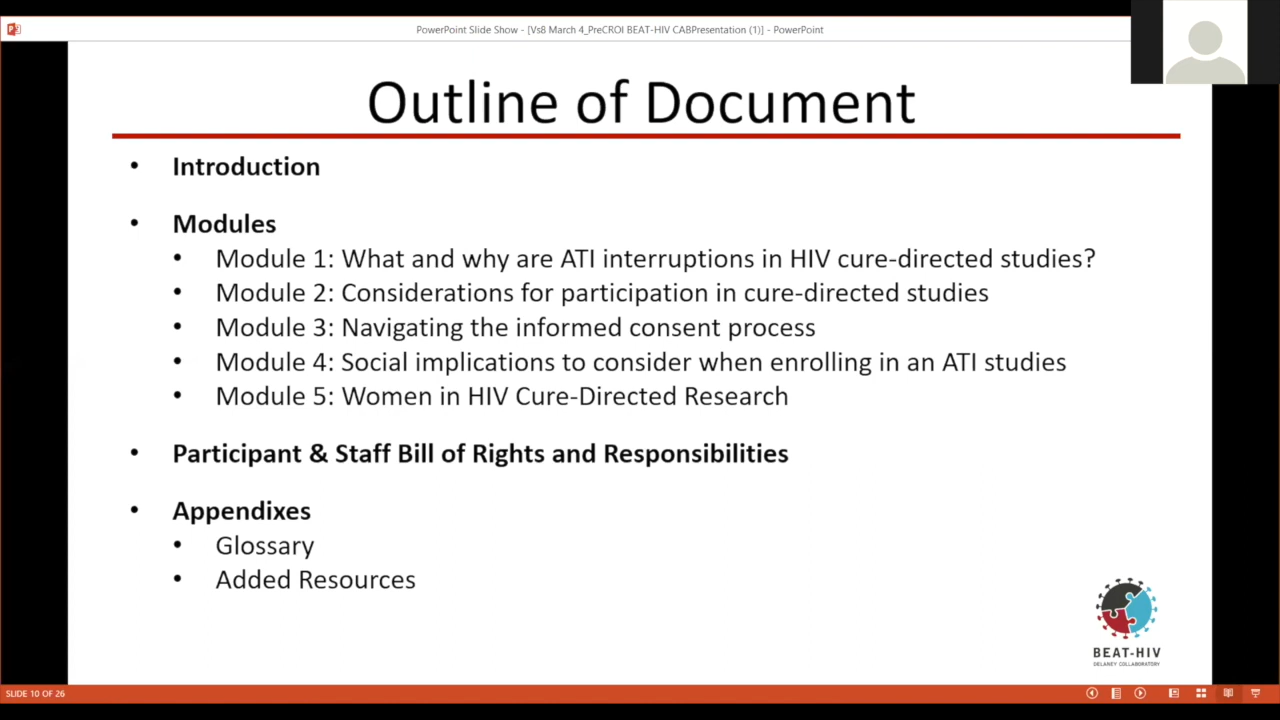 PowerPoint Slide Show - [Vs8 March 4_PreCROI BEAT-HIV CABPresentation (1)] - PowerPoint
Outline of Document
• Introduction
• Modules
• Module 1: What and why are ATI interruptions in HIV cure-directed studies?
• Module 2: Considerations for participation in cure-directed studies
• Module 3: Navigating the informed consent process
• Module 4: Social implications to consider when enrolling in an ATI studies
• Module 5: Women in HIV Cure-Directed Research
• Participant & Staff Bill of Rights and Responsibilities
• Appendixes
• Glossary
• Added Resources
BEAT-HIV
DELANEY COLLABORATORY
SLIDE 10 OF 26